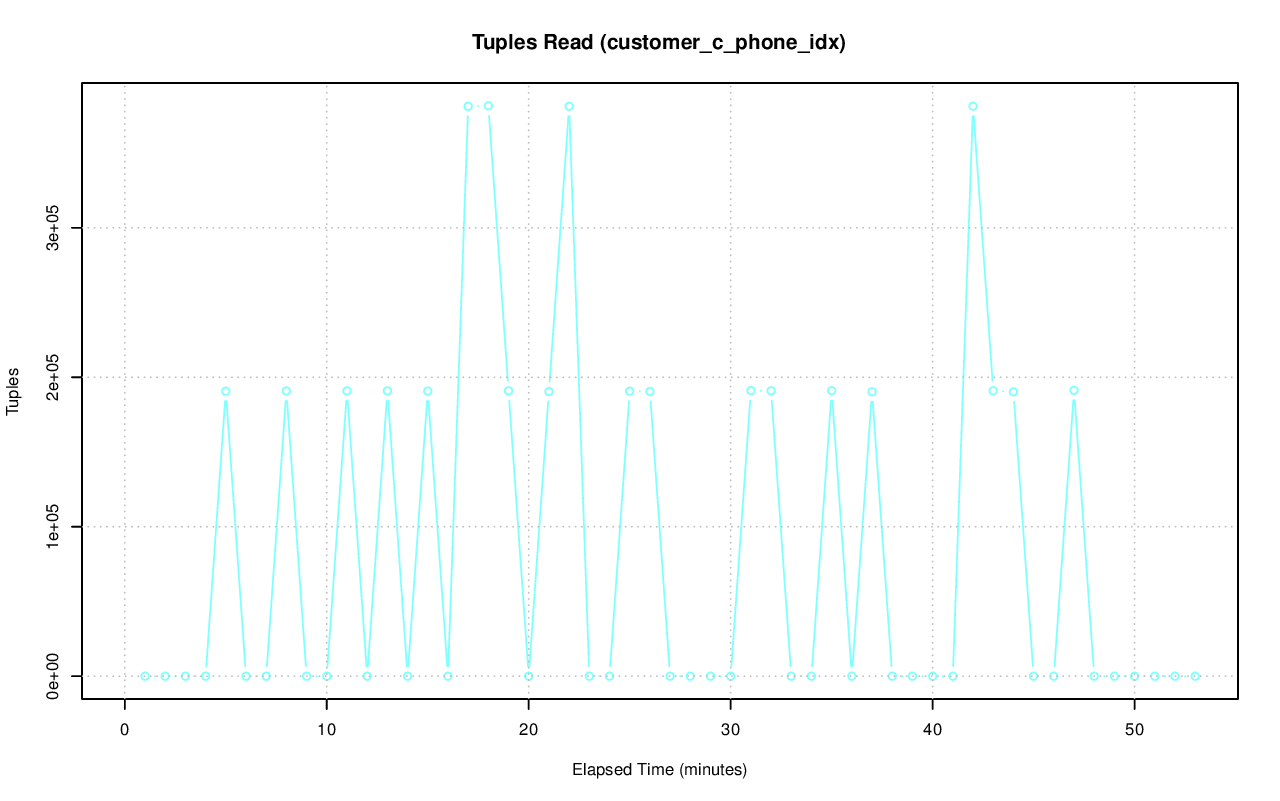 Tuples Read (customer_c_phone_idx)
Tuples
3e+05
2e+05
1e+05
0e+00
0 10 20 30 40 50
Elapsed Time (minutes)